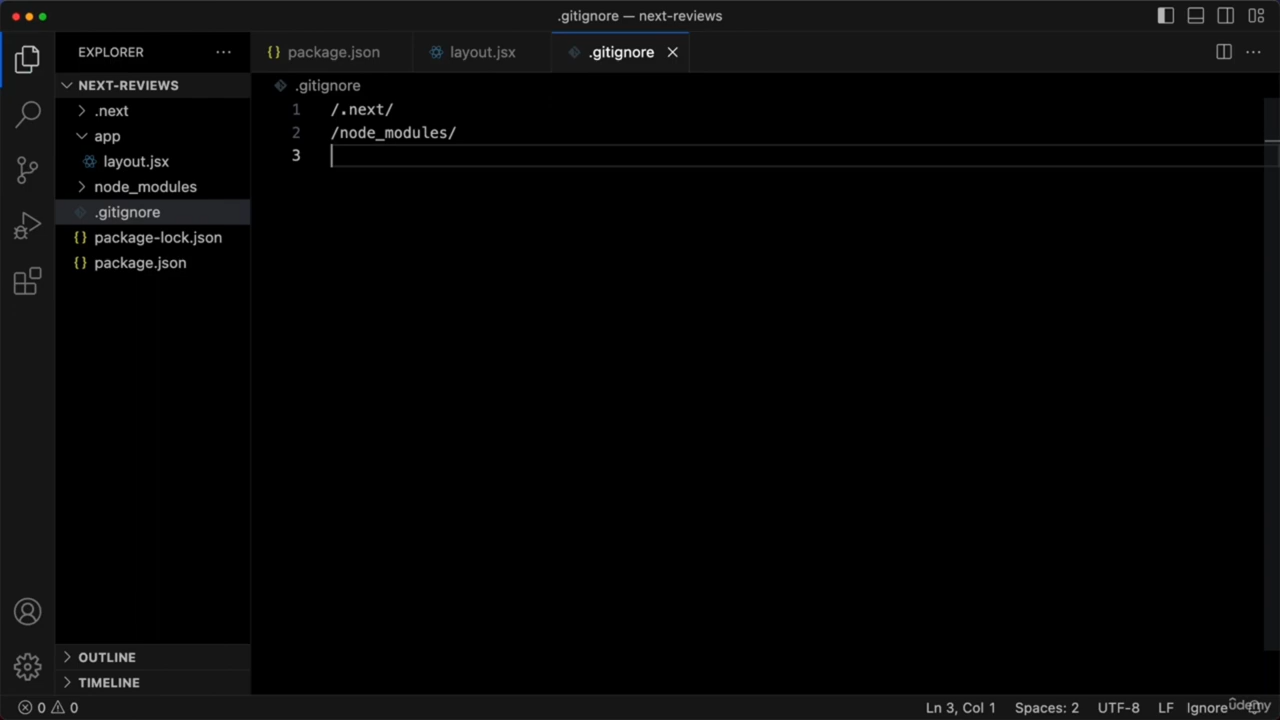 .gitignore — next-reviews
EXPLORER
NEXT-REVIEWS
.next
app
layout.jsx
node_modules
.gitignore
package-lock.json
package.json
OUTLINE
TIMELINE
{} package.json
layout.jsx
.gitignore
.gitignore
1 /.next/
2 /node_modules/
3
0 0
Ln 3, Col 1
Spaces: 2
UTF-8
LF
Ignore
ûdemy